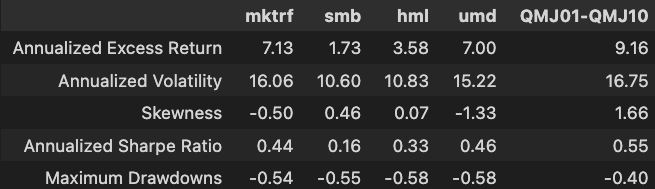 mktrf smb hml umd QMJ01-QMJ10
Annualized Excess Return 7.13 1.73 3.58 7.00 9.16
Annualized Volatility 16.06 10.60 10.83 15.22 16.75
Skewness -0.50 0.46 0.07 -1.33 1.66
Annualized Sharpe Ratio 0.44 0.16 0.33 0.46 0.55
Maximum Drawdowns -0.54 -0.55 -0.58 -0.58 -0.40